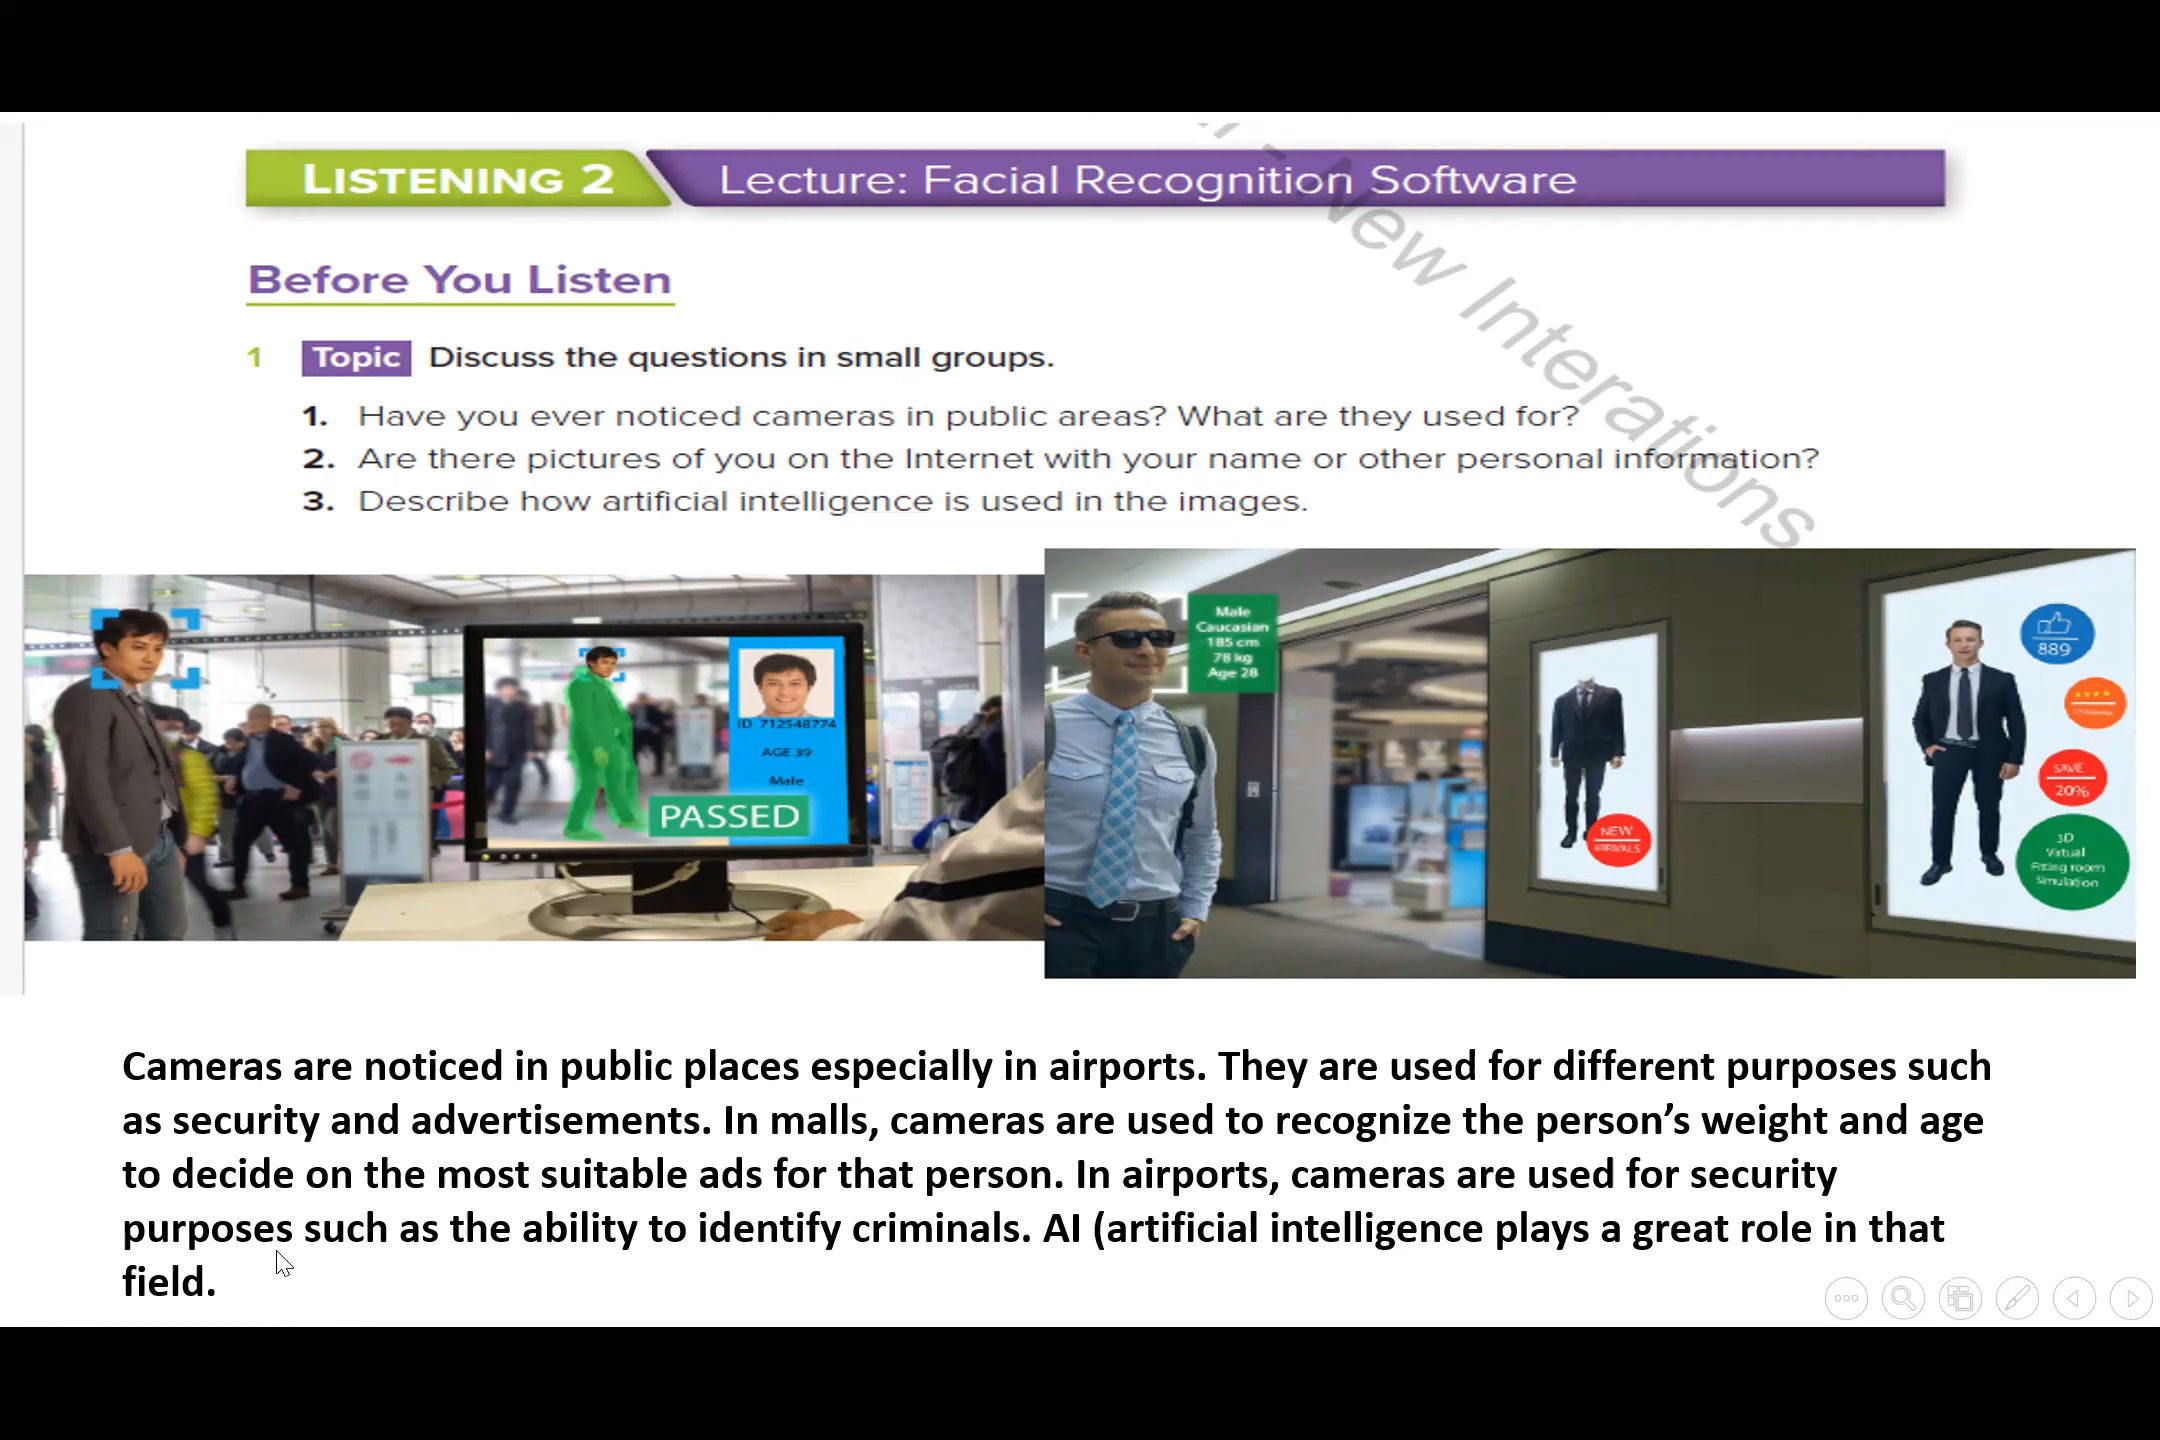 LISTENING 2 Lecture: Facial Recognition Software
Before You Listen
1 Topic Discuss the questions in small groups.
1. Have you ever noticed cameras in public areas? What are they used for?
2. Are there pictures of you on the Internet with your name or other personal information?
3. Describe how artificial intelligence is used in the images.
- New Interations
ID 712548774
AGE 39
Male
PASSED
Male
Caucasian
185 cm
78 kg
Age 28
NEW
ARRIVALS
889
SAVE
20%
3D
Virtual
Fitting room
Simulation
Cameras are noticed in public places especially in airports. They are used for different purposes such
as security and advertisements. In malls, cameras are used to recognize the person’s weight and age
to decide on the most suitable ads for that person. In airports, cameras are used for security
purposes such as the ability to identify criminals. AI (artificial intelligence plays a great role in that
field.